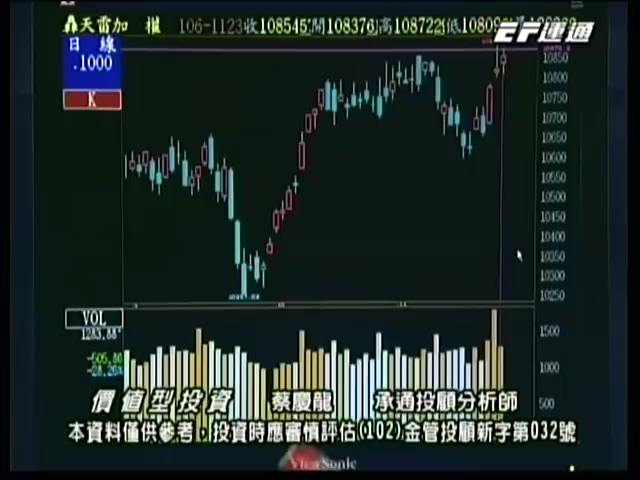 天雷加 權 106-1123收10854開10837高10872低1080
EF連通
日 線
.1000
K
10850
10800
10750
10700
10650
10600
10550
10500
10450
10400
10350
10300
10250
VOL
1283.88
-505.80
-28.26%
1500
1000
500
價值型投資 蔡慶龍 承通投顧分析師
本資料僅供參考,投資時應審慎評估(102)金管投顧新字第032號
ViewSonic